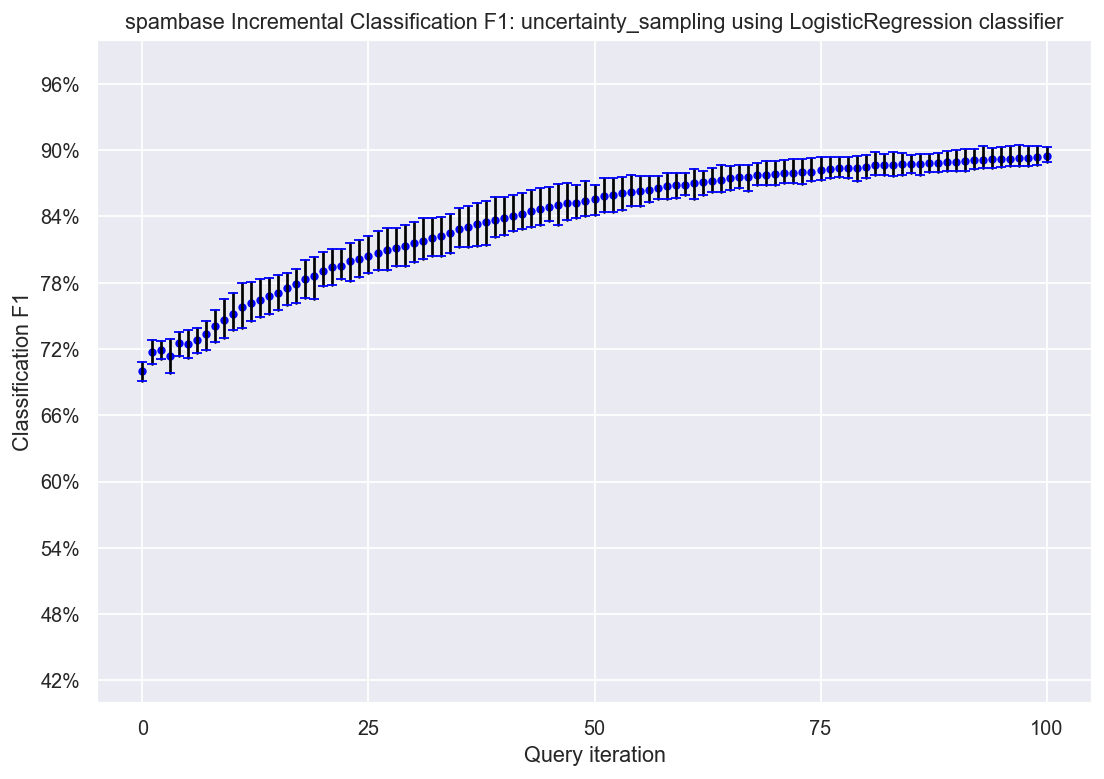 spambase Incremental Classification F1: uncertainty_sampling using LogisticRegression classifier
96%
90%
84%
78%
72%
66%
60%
54%
48%
42%
Classification F1
0 25 50 75 100
Query iteration